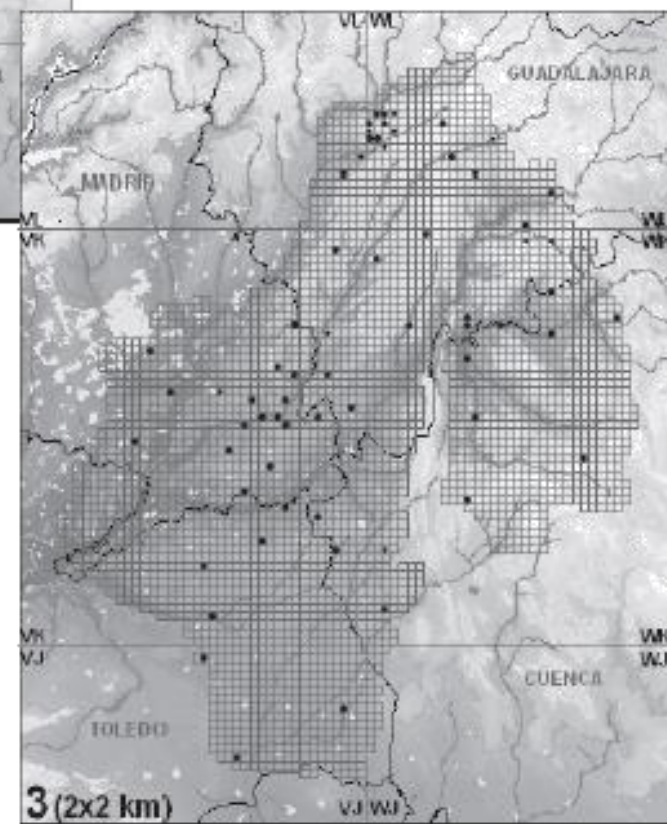 VL WL
GUADALAJARA
MADRID
VL WL
VK WK
VK WK
VJ WJ
CUENCA
TOLEDO
3 (2x2 km)
VJ WJ